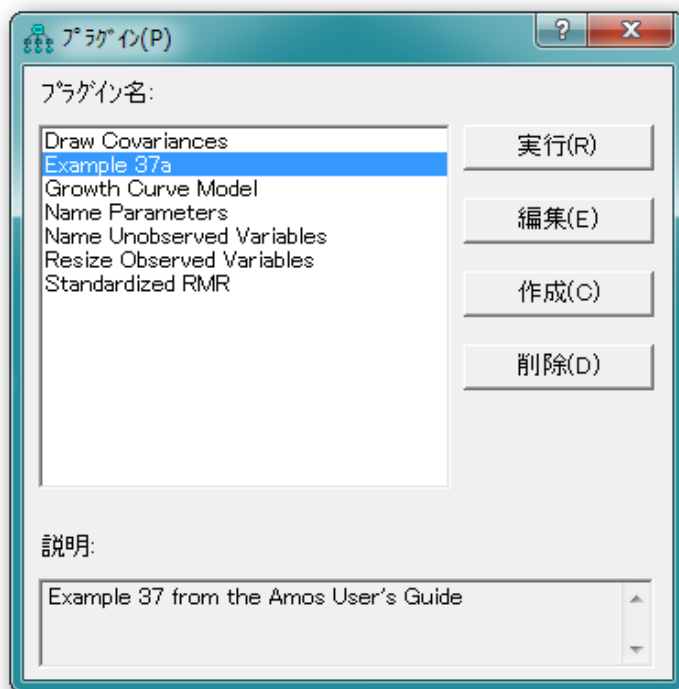 プラグイン(P)
プラグイン名:
Draw Covariances
Example 37a
Growth Curve Model
Name Parameters
Name Unobserved Variables
Resize Observed Variables
Standardized RMR
実行(R)
編集(E)
作成(C)
削除(D)
説明:
Example 37 from the Amos User's Guide